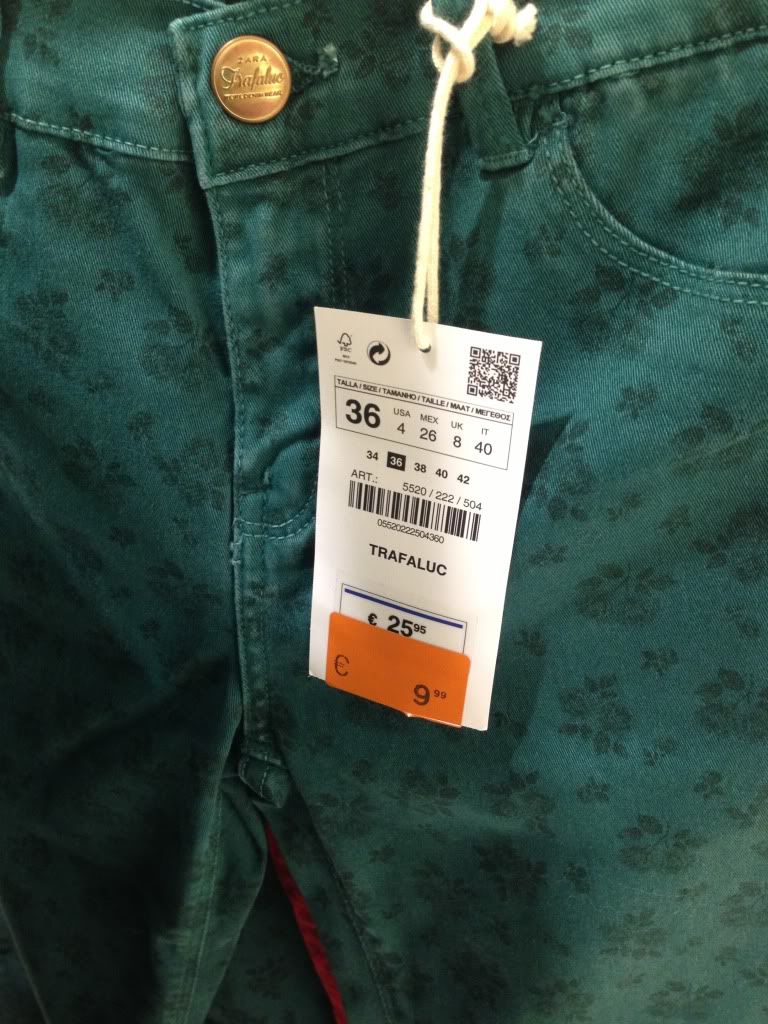 ZARA
Trafaluc
FSC
TALLA / SIZE / TAMANHO / TAILLE / MAAT / ΜΕΓΕΘΟΣ
36 USA 4 MEX 26 UK 8 IT 40
34 36 38 40 42
ART.: 5520 / 222 / 504
05520222504360
TRAFALUC
€ 25 95
€ 9 99